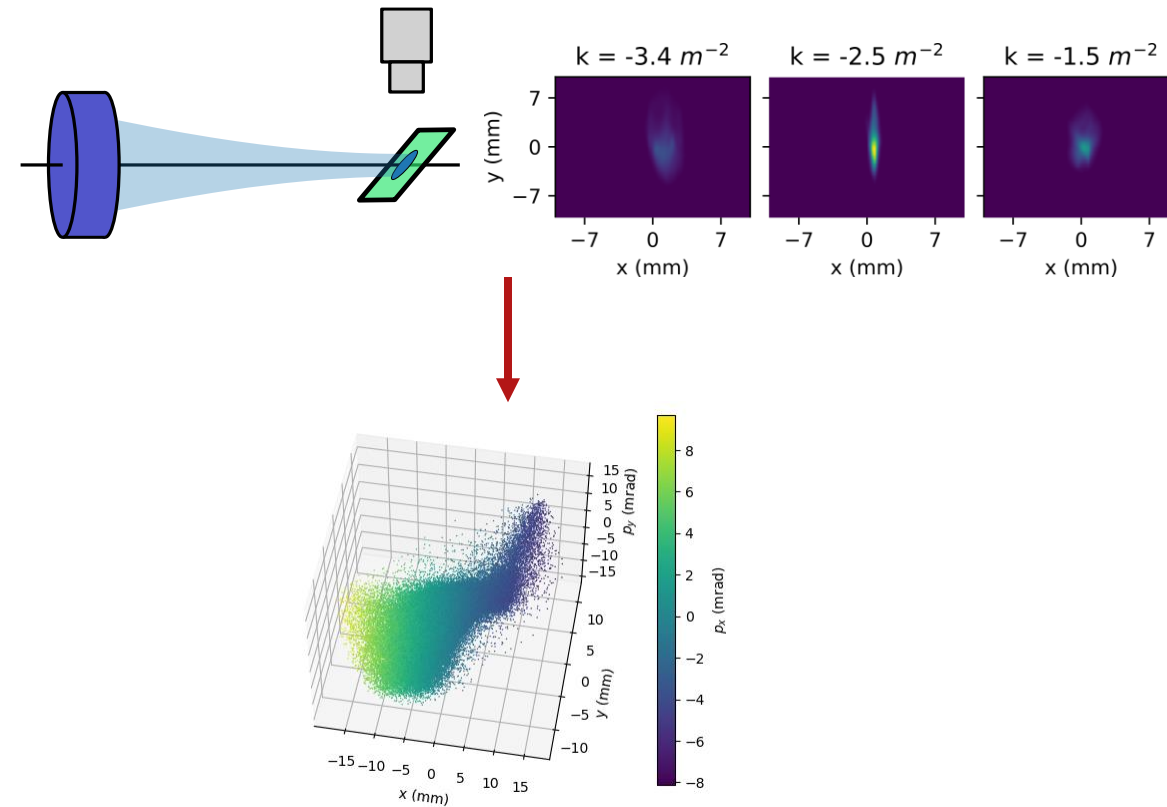 k = -3.4 m⁻²
k = -2.5 m⁻²
k = -1.5 m⁻²
y (mm)
7
0
−7
−7 0 7
x (mm)
−7 0 7
x (mm)
−7 0 7
x (mm)
15
10
5
0
−5
−10
−15
p_y (mrad)
10
5
0
−5
−10
y (mm)
−15 −10 −5 0 5 10 15
x (mm)
8
6
4
2
0
−2
−4
−6
−8
p_x (mrad)